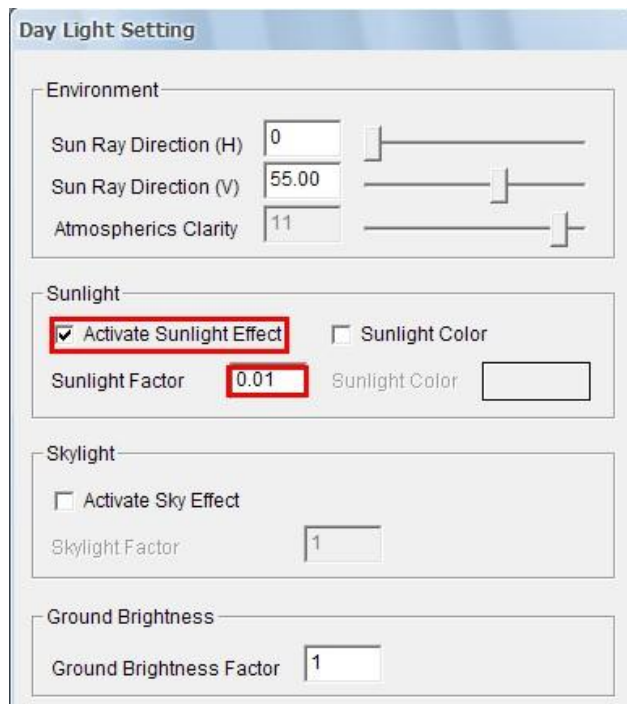 Day Light Setting
Environment
Sun Ray Direction (H) 0
Sun Ray Direction (V) 55.00
Atmospherics Clarity 11
Sunlight
Activate Sunlight Effect Sunlight Color
Sunlight Factor 0.01 Sunlight Color
Skylight
Activate Sky Effect
Skylight Factor 1
Ground Brightness
Ground Brightness Factor 1